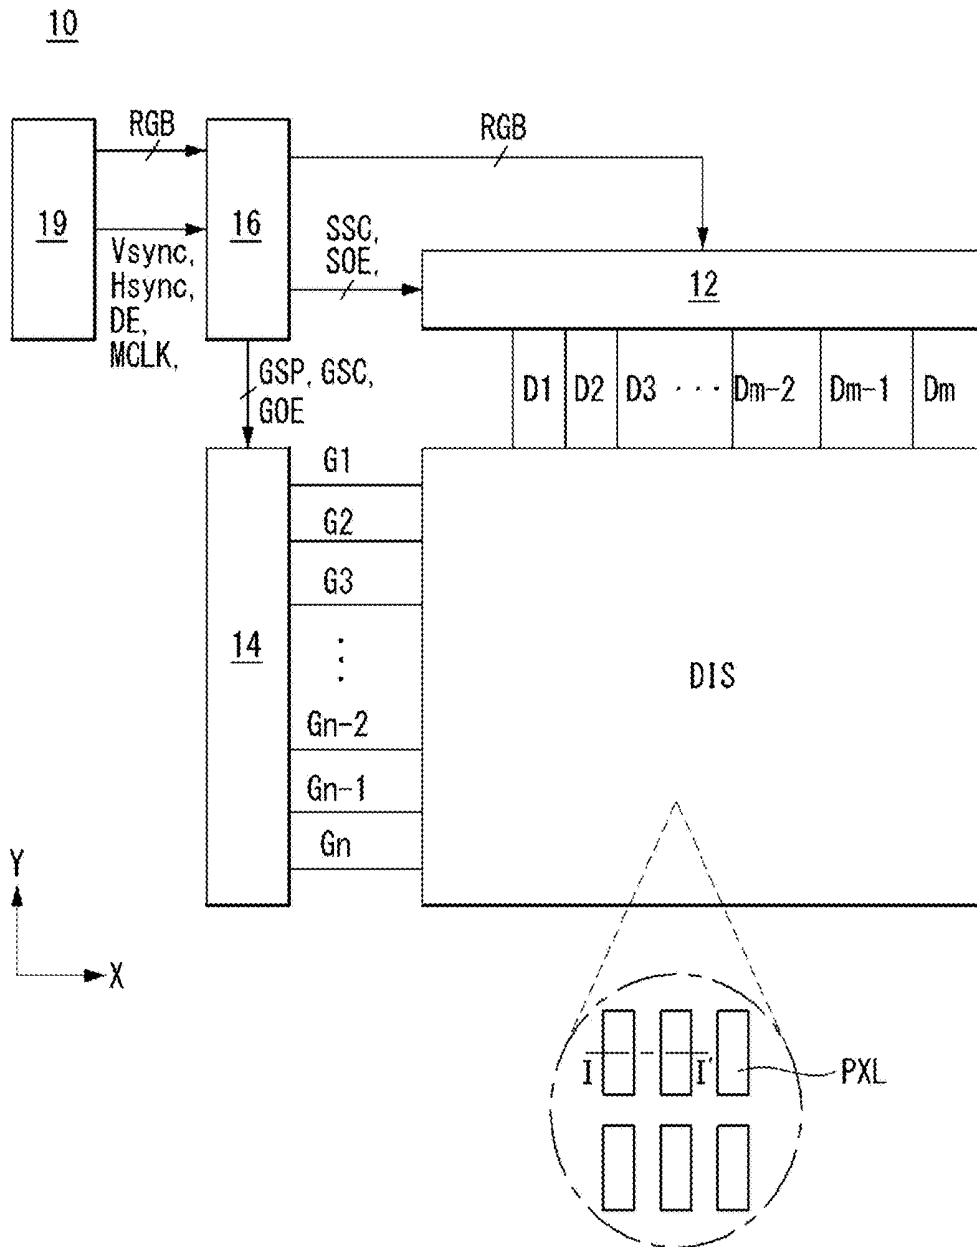 10
RGB
RGB
19
16
Vsync,
Hsync,
DE,
MCLK,
SSC,
SOE,
12
GSP, GSC,
GOE
D1 D2 D3 ··· Dm-2 Dm-1 Dm
G1
G2
G3
⋮
14
DIS
Gn-2
Gn-1
Gn
Y
X
I I' PXL